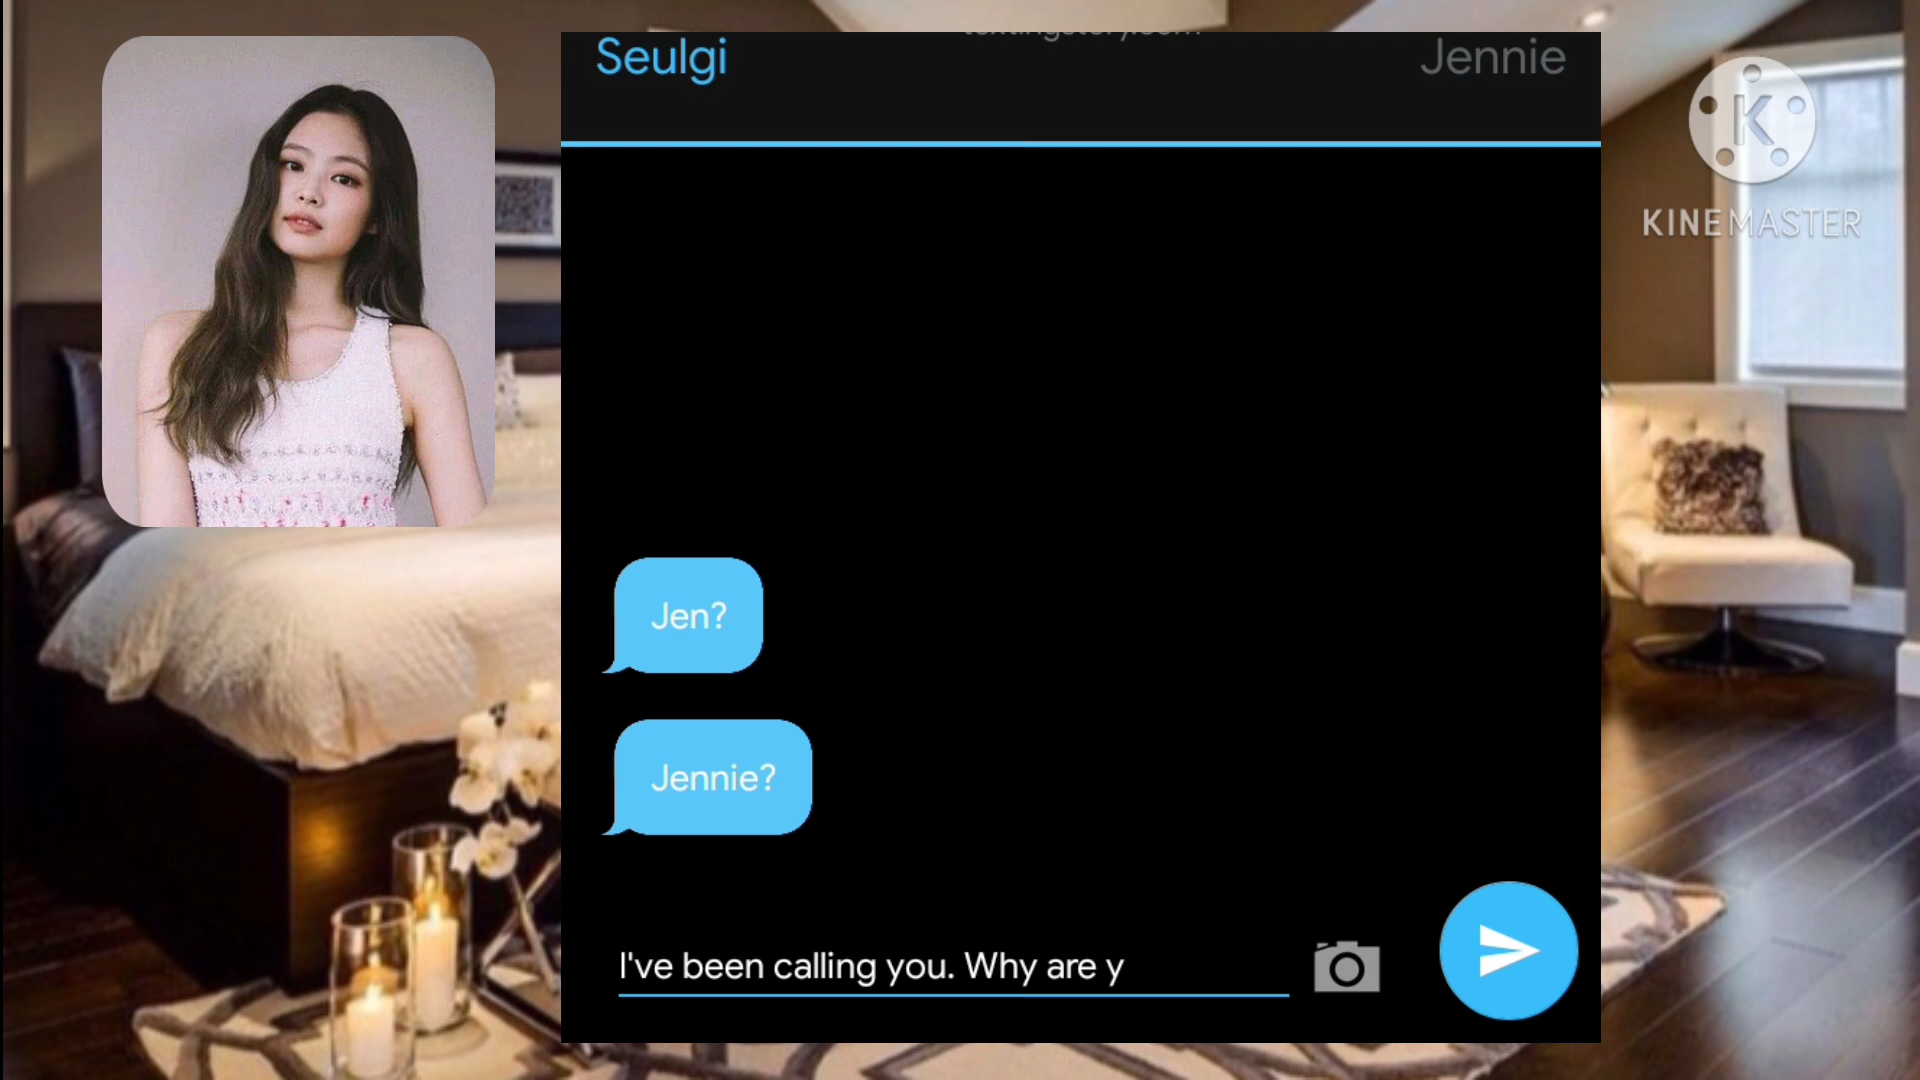 Seulgi
Jennie
K
KINEMASTER
Jen?
Jennie?
I've been calling you. Why are y